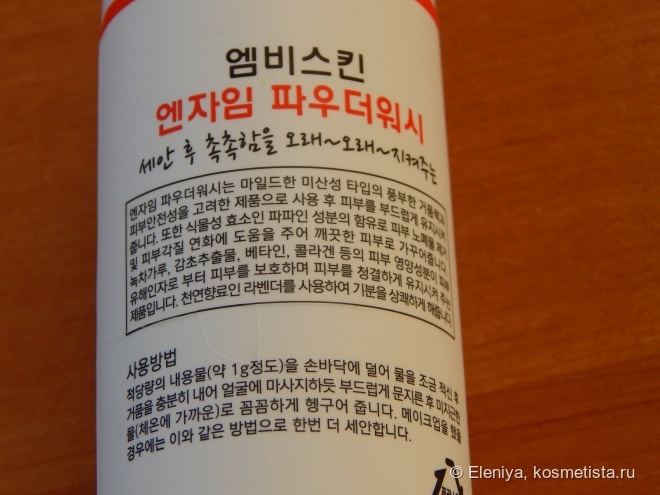 엠비스킨
엔자임 파우더워시
세안 후 촉촉함을 오래~오래~지켜주는
엔자임 파우더워시는 마일드한 미산성 타입의 풍부한 거품력과
피부안전성을 고려한 제품으로 사용 후 피부를 부드럽게 유지시켜
줍니다. 또한 식물성 효소인 파파인 성분의 함유로 피부 노폐물 제거
및 피부각질 연화에 도움을 주어 깨끗한 피부로 가꾸어줍니다.
녹차가루, 감초추출물, 베타인, 콜라겐 등의 피부 영양성분이 피부
유해인자로 부터 피부를 보호하며 피부를 청결하게 유지시켜 주는
제품입니다. 천연향료인 라벤더를 사용하여 기분을 상쾌하게 해줍니다.
사용방법
적당량의 내용물(약 1g정도)을 손바닥에 덜어 물을 조금 적신 후
거품을 충분히 내어 얼굴에 마사지하듯 부드럽게 문지른 후 미지근한
물(체온에 가까운)로 꼼꼼하게 헹구어 줍니다. 메이크업을 했을
경우에는 이와 같은 방법으로 한번 더 세안합니다.
© Eleniya, kosmetista.ru